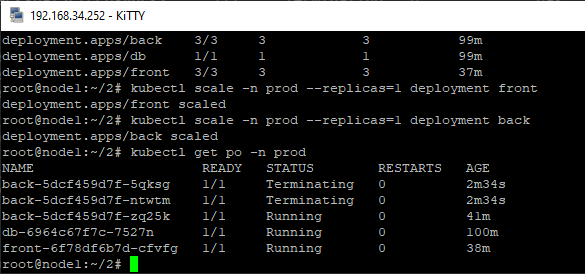 192.168.34.252 - KiTTY
deployment.apps/back 3/3 3 3 99m
deployment.apps/db 1/1 1 1 99m
deployment.apps/front 3/3 3 3 37m
root@node1:~/2# kubectl scale -n prod --replicas=1 deployment front
deployment.apps/front scaled
root@node1:~/2# kubectl scale -n prod --replicas=1 deployment back
deployment.apps/back scaled
root@node1:~/2# kubectl get po -n prod
NAME READY STATUS RESTARTS AGE
back-5dcf459d7f-5qksg 1/1 Terminating 0 2m34s
back-5dcf459d7f-ntwtm 1/1 Terminating 0 2m34s
back-5dcf459d7f-zq25k 1/1 Running 0 41m
db-6964c67f7c-7527n 1/1 Running 0 100m
front-6f78df6b7d-cfvfg 1/1 Running 0 38m
root@node1:~/2#